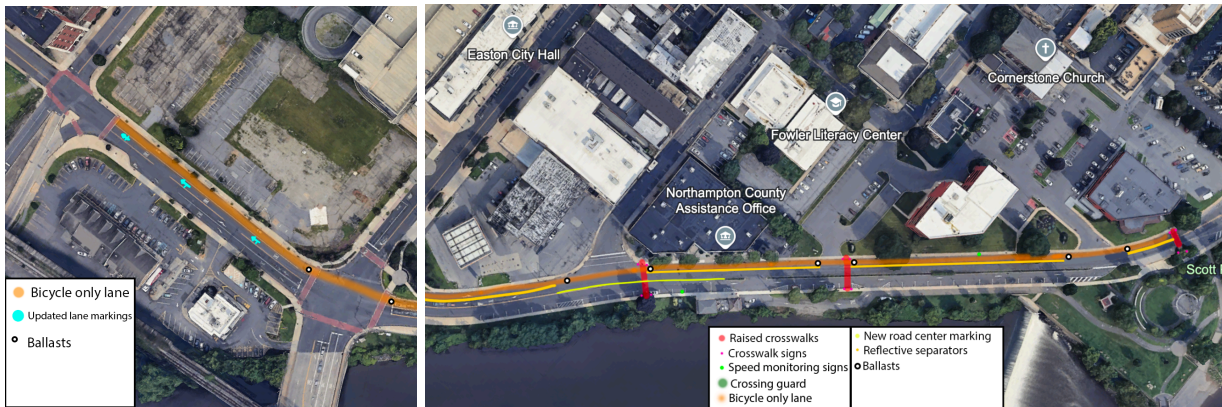 Bicycle only lane
Updated lane markings
Ballasts
Easton City Hall
Cornerstone Church
Fowler Literacy Center
Northampton County
Assistance Office
Scott
Raised crosswalks
Crosswalk signs
Speed monitoring signs
Crossing guard
Bicycle only lane
New road center marking
Reflective separators
Ballasts